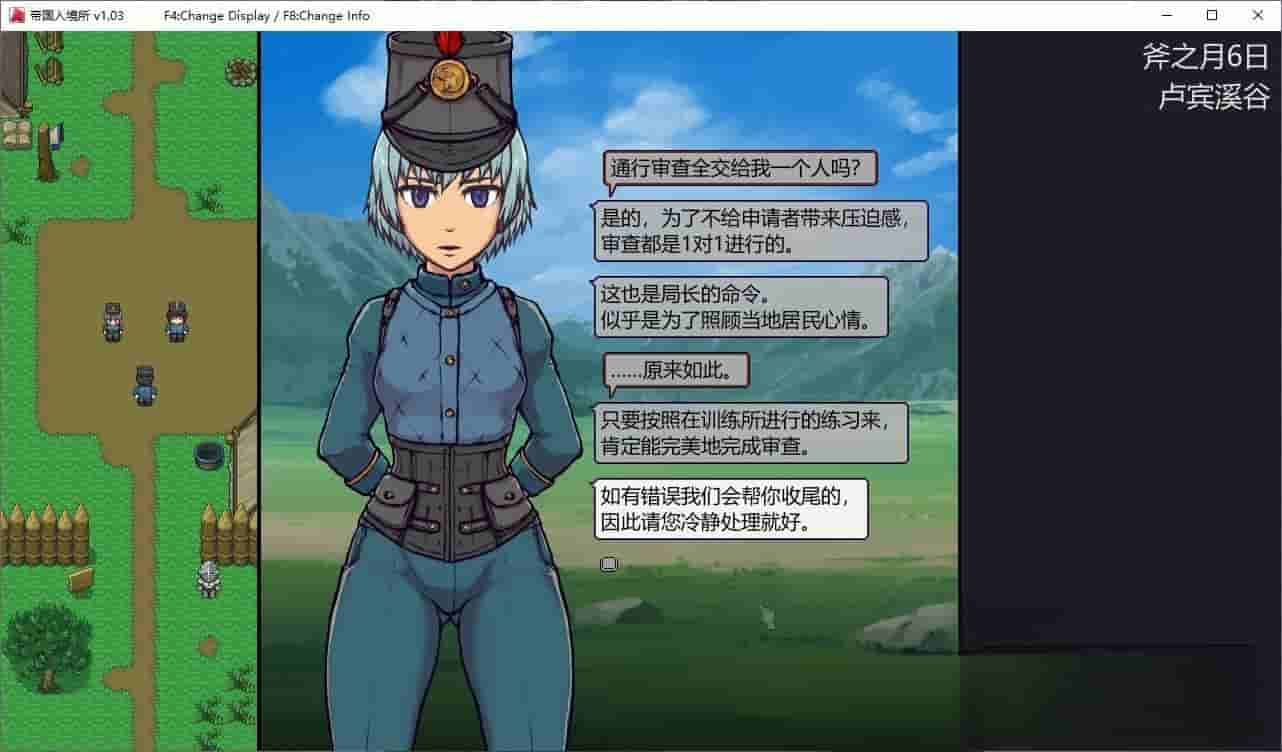 帝国入境所 v1.03 F4:Change Display / F8:Change Info
斧之月6日
卢宾溪谷
通行审查全交给我一个人吗?
是的，为了不给申请者带来压迫感，
审查都是1对1进行的。
这也是局长的命令。
似乎是为了照顾当地居民心情。
……原来如此。
只要按照在训练所进行的练习来，
肯定能完美地完成审查。
如有错误我们会帮你收尾的，
因此请您冷静处理就好。